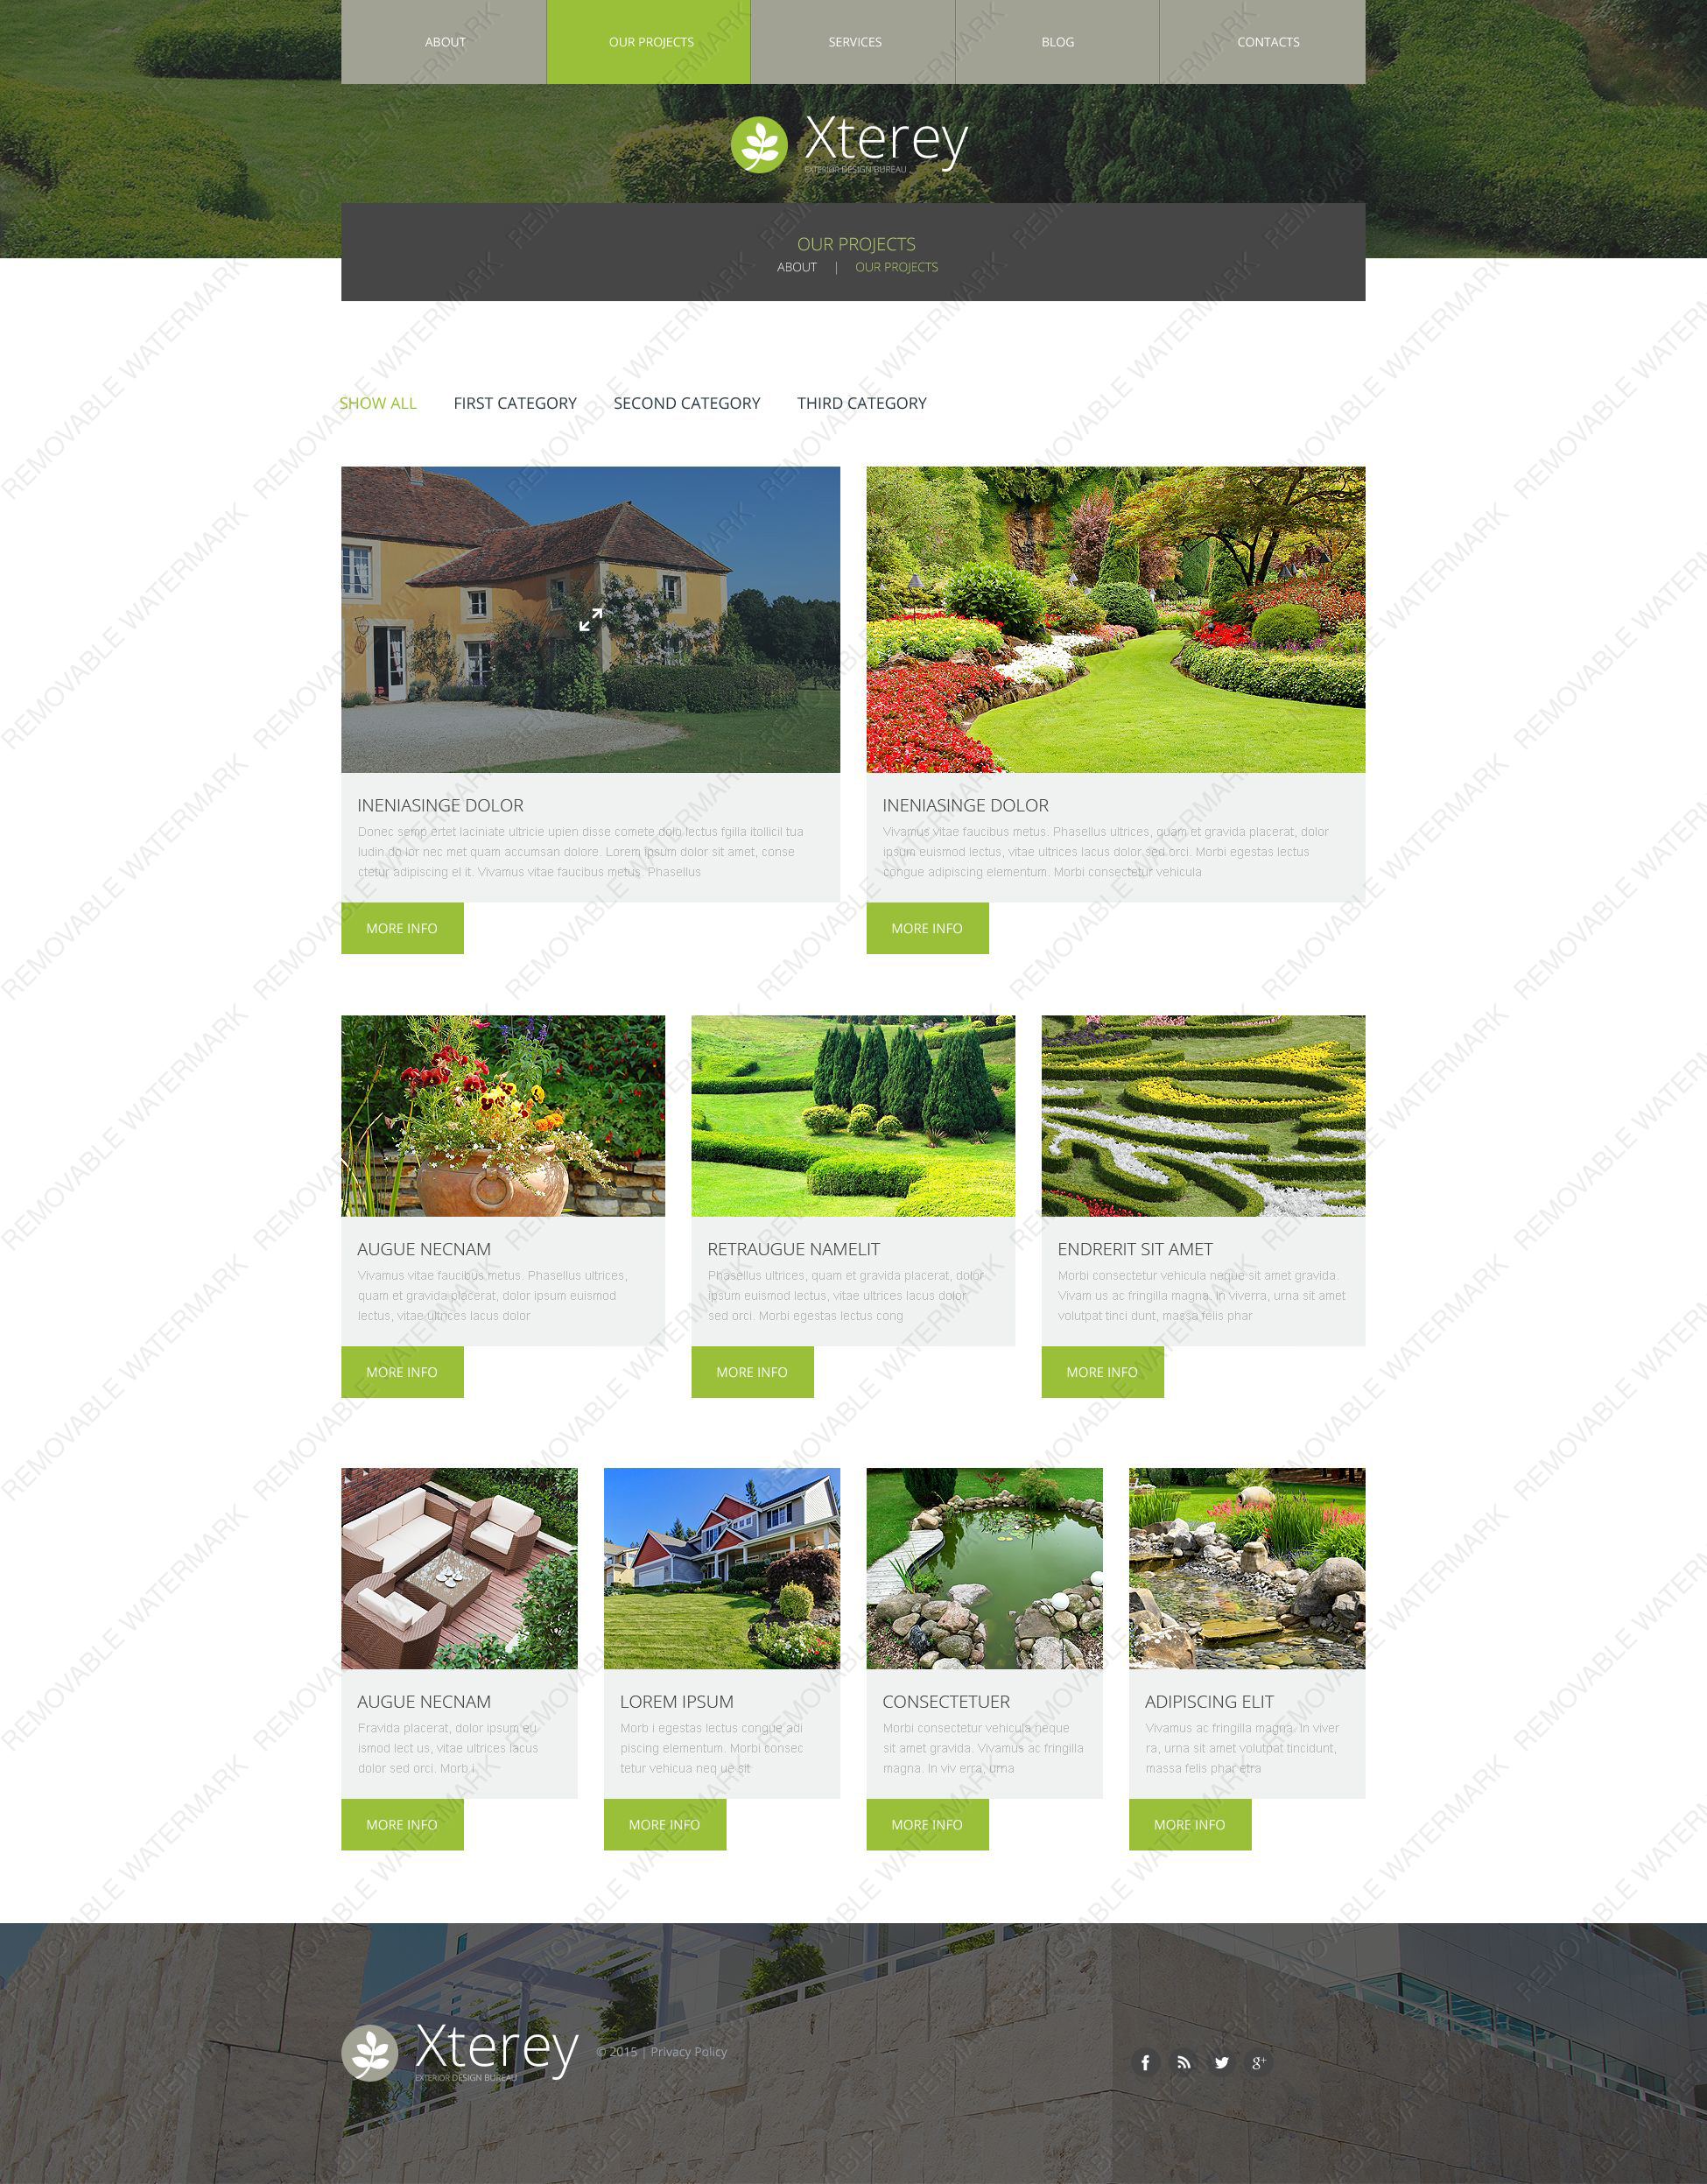 ABOUT
OUR PROJECTS
SERVICES
BLOG
CONTACTS
Xterey
EXTERIOR DESIGN BUREAU
OUR PROJECTS
ABOUT | OUR PROJECTS
SHOW ALL
FIRST CATEGORY
SECOND CATEGORY
THIRD CATEGORY
INENIASINGE DOLOR
Donec semp ertet laciniate ultricie upien disse comete dolo lectus fgilia itollicil tua
ludin do lor nec met quam accumsan dolore. Lorem ipsum dolor sit amet, conse
ctetur adipiscing el it. Vivamus vitae faucibus metus. Phasellus
MORE INFO
INENIASINGE DOLOR
Vivamus vitae faucibus metus. Phasellus ultrices, quam et gravida placerat, dolor
ipsum euismod lectus, vitae ultrices lacus dolor sed orci. Morbi egestas lectus
congue adipiscing elementum. Morbi consectetur vehicula
MORE INFO
AUGUE NECNAM
Vivamus vitae faucibus metus. Phasellus ultrices,
quam et gravida placerat, dolor ipsum euismod
lectus, vitae ultrices lacus dolor
MORE INFO
RETRAUGUE NAMELIT
Phasellus ultrices, quam et gravida placerat, dolor
ipsum euismod lectus, vitae ultrices lacus dolor
sed orci. Morbi egestas lectus cong
MORE INFO
ENDRERIT SIT AMET
Morbi consectetur vehicula neque sit amet gravida.
Vivam us ac fringilla magna. In viverra, urna sit amet
volutpat tinci dunt, massa felis phar
MORE INFO
AUGUE NECNAM
Fravida placerat, dolor ipsum eu
ismod lect us, vitae ultrices lacus
dolor sed orci. Morb i
MORE INFO
LOREM IPSUM
Morb i egestas lectus congue adi
piscing elementum. Morbi consec
tetur vehicua neq ue sit
MORE INFO
CONSECTETUER
Morbi consectetur vehicula neque
sit amet gravida. Vivamus ac fringilla
magna. In viv erra, urna
MORE INFO
ADIPISCING ELIT
Vivamus ac fringilla magna. In viver
ra, urna sit amet volutpat tincidunt,
massa felis phar etra
MORE INFO
Xterey
EXTERIOR DESIGN BUREAU
© 2015 | Privacy Policy
REMOVABLE WATERMARK